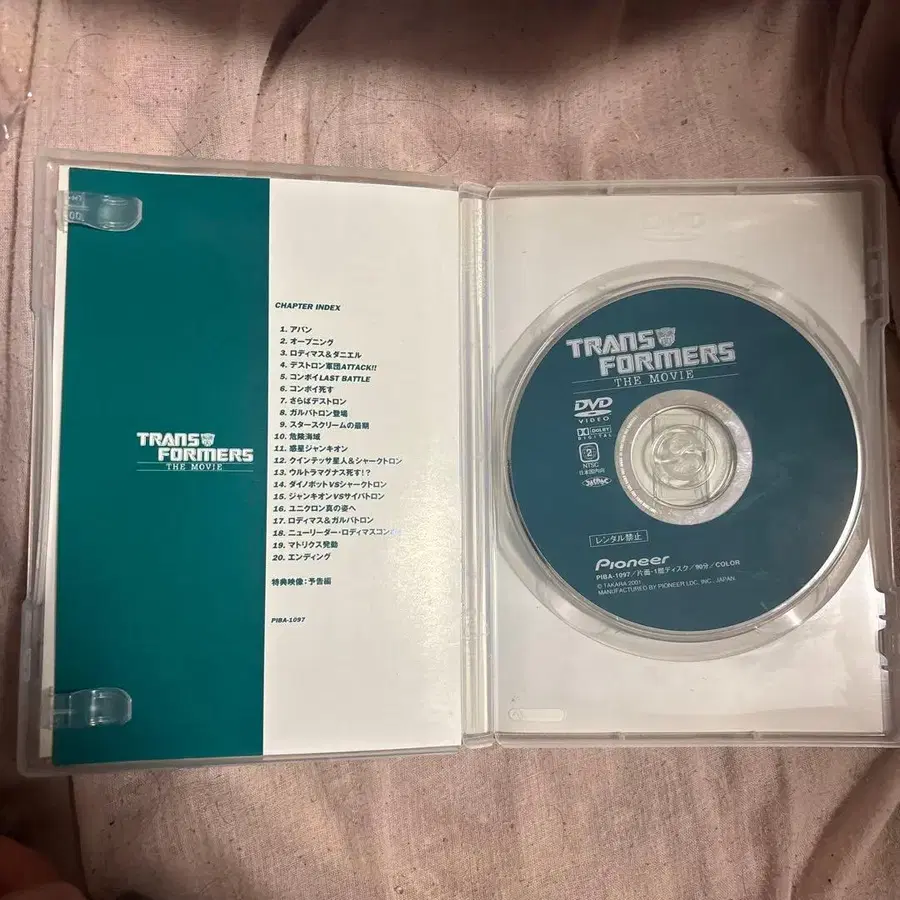 TRANS
FORMERS
THE MOVIE
CHAPTER INDEX
1. アバン
2. オープニング
3. ロディマス&ダニエル
4. デストロン軍団ATTACK!!
5. コンボイLAST BATTLE
6. コンボイ死す
7. さらばデストロン
8. ガルバトロン登場
9. スタースクリームの最期
10. 危険海域
11. 惑星ジャンキオン
12. クインテッサ星人&シャークトロン
13. ウルトラマグナス死す!?
14. ダイノボットVSシャークトロン
15. ジャンキオンVSサイバトロン
16. ユニクロン真の姿へ
17. ロディマス&ガルバトロン
18. ニューリーダー・ロディマスコンボイ
19. マトリクス発動
20. エンディング
特典映像:予告編
PIBA-1097
DVD
TRANS
FORMERS
THE MOVIE
DVD
VIDEO
DOLBY
DIGITAL
2
NTSC
日本国内向
レンタル禁止
Pioneer
PIBA-1097/片面・1層ディスク/90分/COLOR
© TAKARA 2001
MANUFACTURED BY PIONEER LDC, INC., JAPAN.